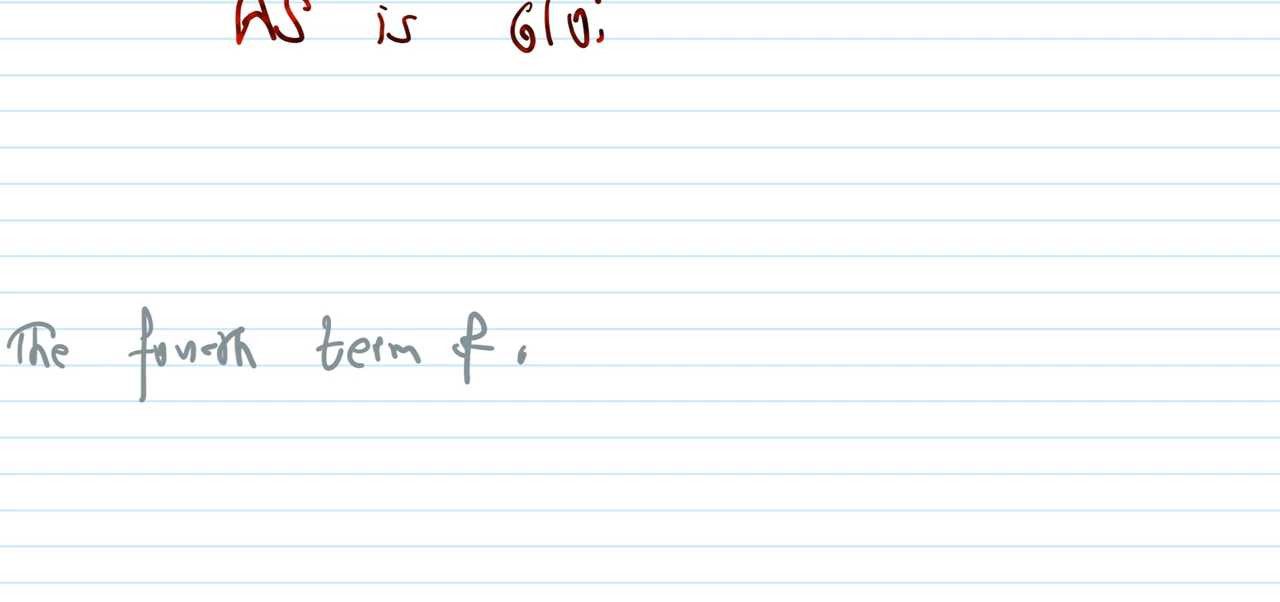 AS is 610.
The fourth term of